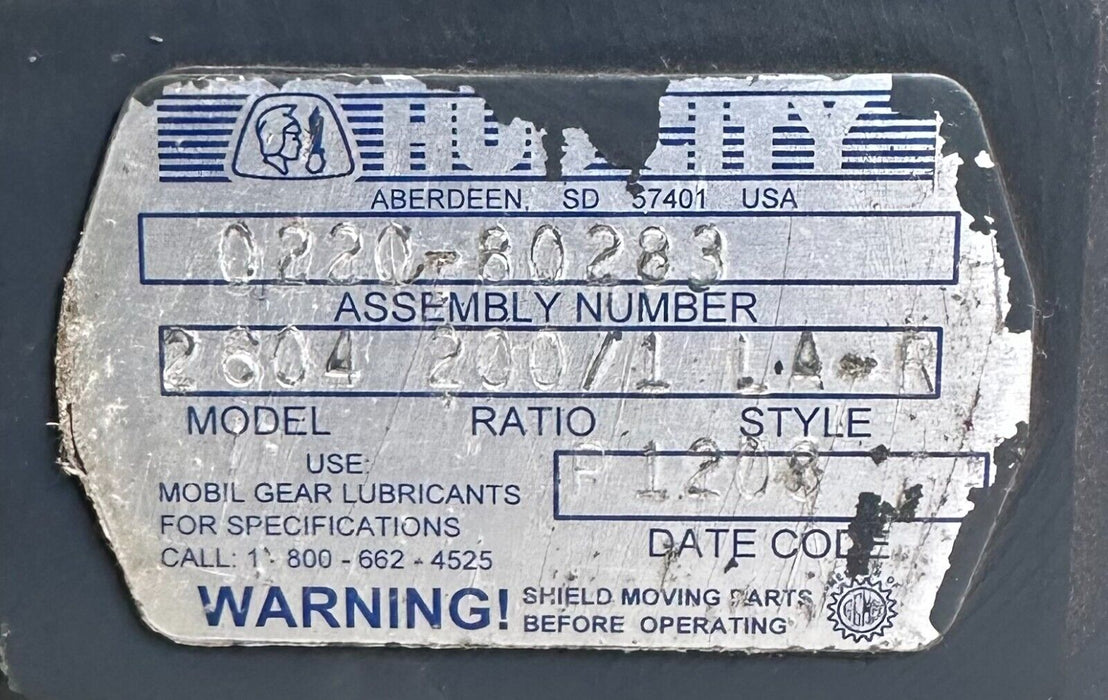 ABERDEEN, SD 57401 USA
0220-80283
ASSEMBLY NUMBER
2604 200/1 LA-R
MODEL RATIO STYLE
USE:
MOBIL GEAR LUBRICANTS
FOR SPECIFICATIONS
CALL: 1 - 800 - 662 - 4525
F 1208
DATE CODE
WARNING! SHIELD MOVING PARTS
BEFORE OPERATING